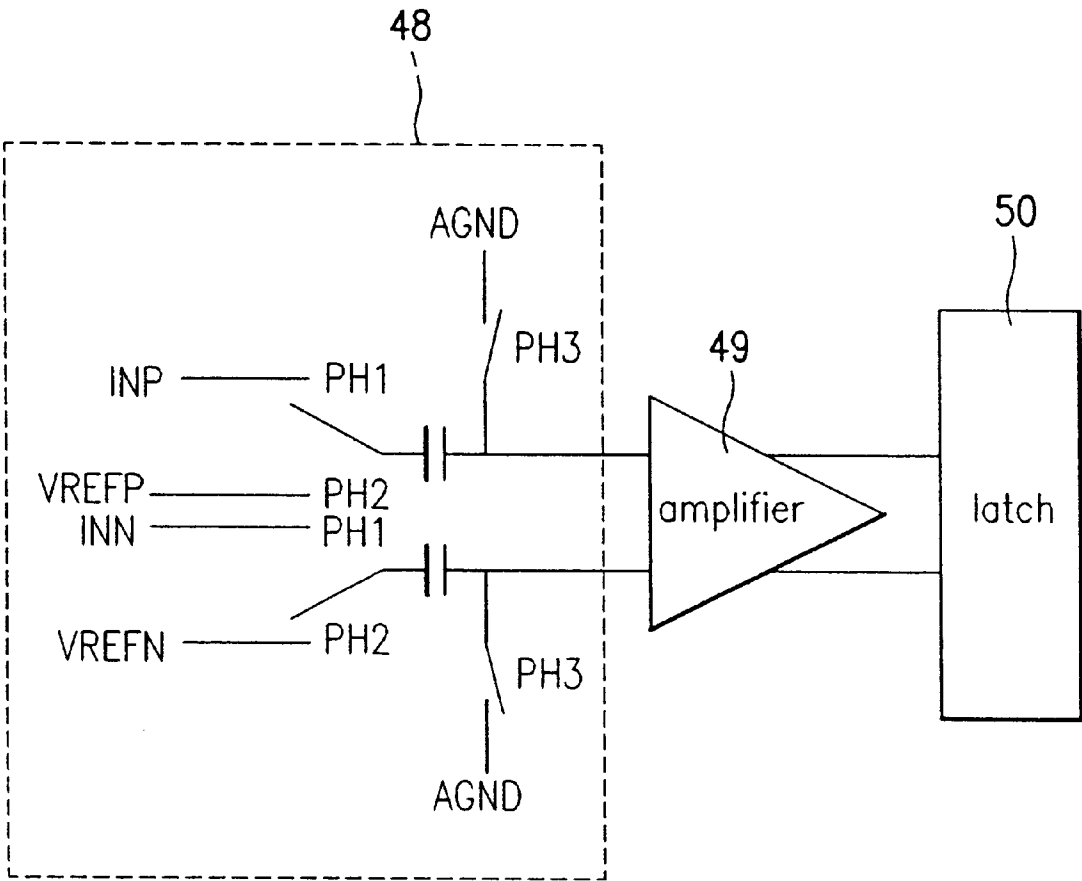 48
AGND
50
PH3
49
INP PH1
VREFP PH2
INN PH1
amplifier
latch
VREFN PH2
PH3
AGND